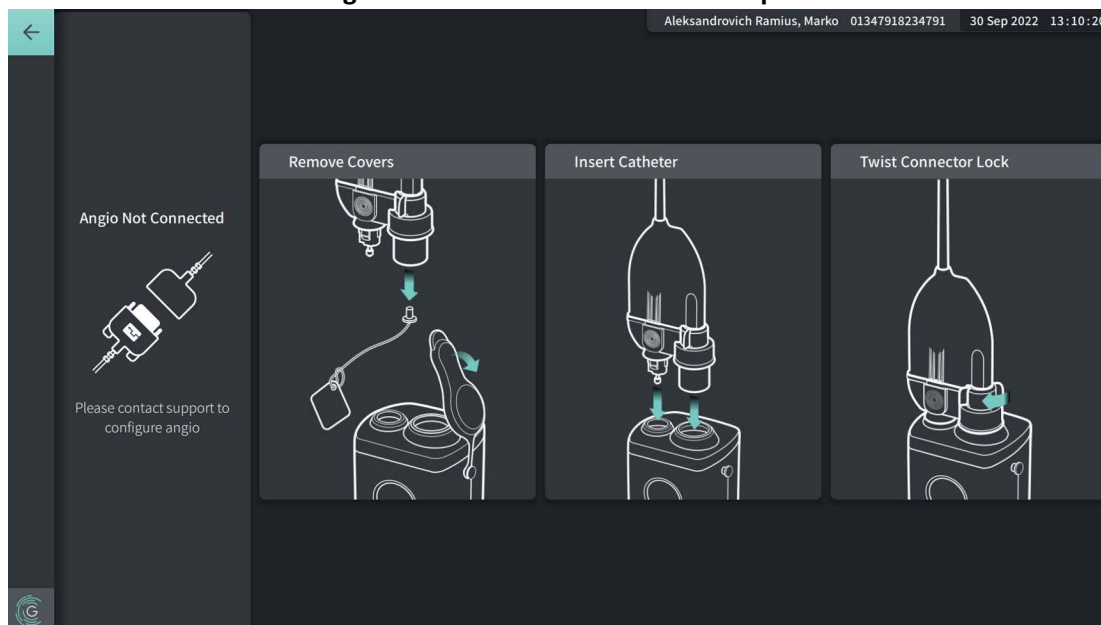 Aleksandrovich Ramius, Marko 01347918234791 30 Sep 2022 13:10:20
Remove Covers
Insert Catheter
Twist Connector Lock
Angio Not Connected
Please contact support to
configure angio
G